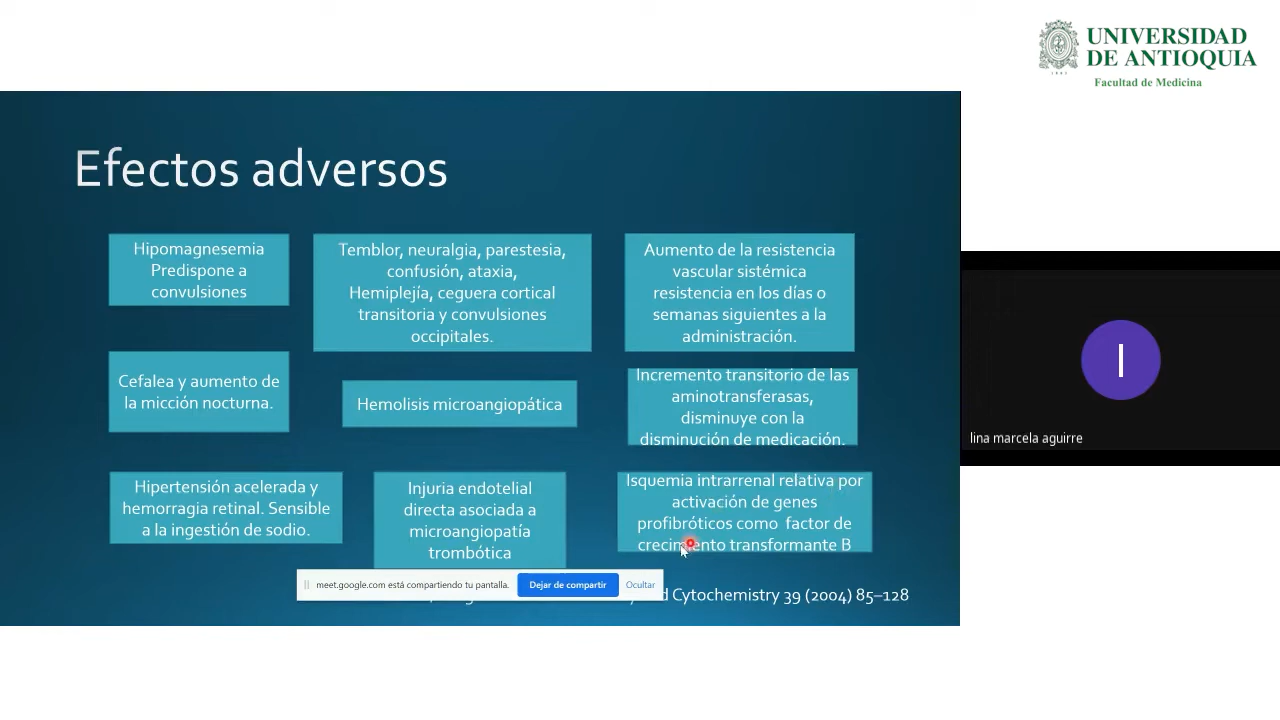 UNIVERSIDAD
DE ANTIOQUIA
1803
Facultad de Medicina
Efectos adversos
Hipomagnesemia
Predispone a
convulsiones
Temblor, neuralgia, parestesia,
confusión, ataxia,
Hemiplejía, ceguera cortical
transitoria y convulsiones
occipitales.
Aumento de la resistencia
vascular sistémica
resistencia en los días o
semanas siguientes a la
administración.
Cefalea y aumento de
la micción nocturna.
Hemolisis microangiopática
Incremento transitorio de las
aminotransferasas,
disminuye con la
disminución de medicación.
Hipertensión acelerada y
hemorragia retinal. Sensible
a la ingestión de sodio.
Injuria endotelial
directa asociada a
microangiopatía
trombótica
Isquemia intrarrenal relativa por
activación de genes
profibróticos como factor de
crecimiento transformante B
meet.google.com está compartiendo tu pantalla.
Dejar de compartir
Ocultar
Cytochemistry 39 (2004) 85–128
I
lina marcela aguirre